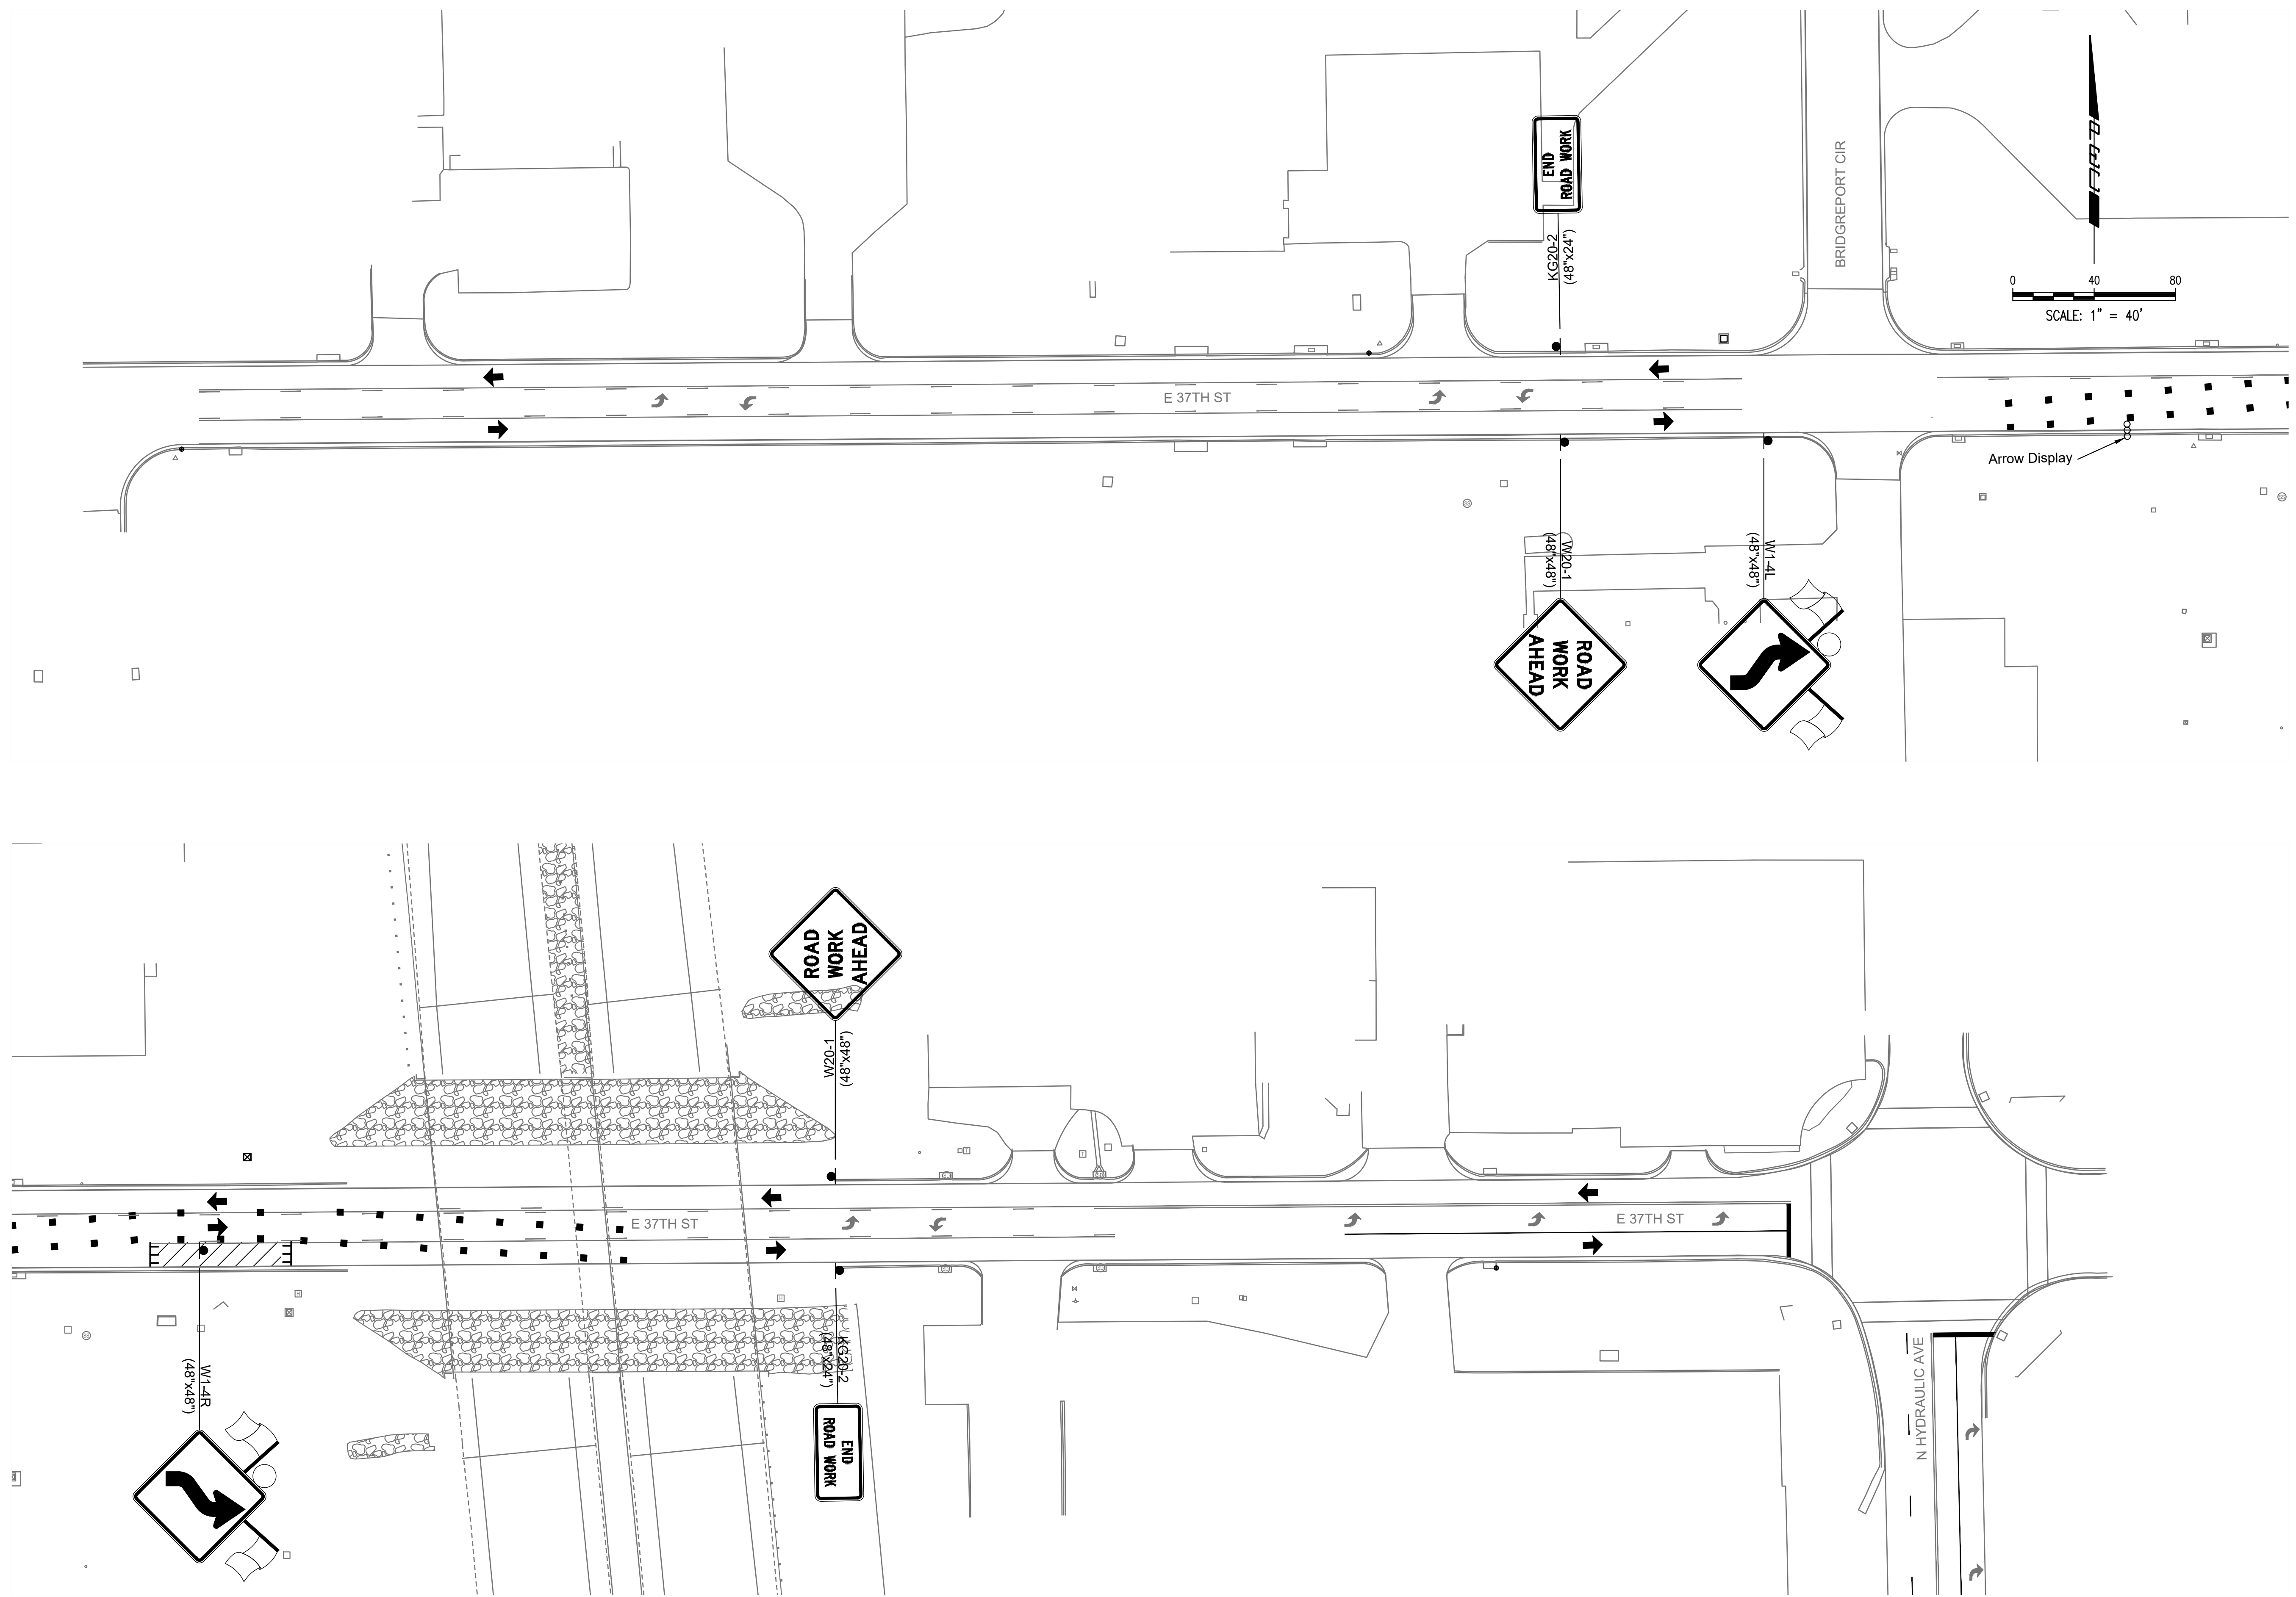 END
ROAD WORK
KG20-2
(48"x24")
BRIDGREPORT CIR
0 40 80
SCALE: 1" = 40'
E 37TH ST
Arrow Display
W20-1
(48"x48")
ROAD
WORK
AHEAD
W1-4L
(48"x48")
ROAD
WORK
AHEAD
W20-1
(48"x48")
E 37TH ST
E 37TH ST
W1-4R
(48"x48")
KG20-2
(48"x24")
END
ROAD WORK
N HYDRAULIC AVE